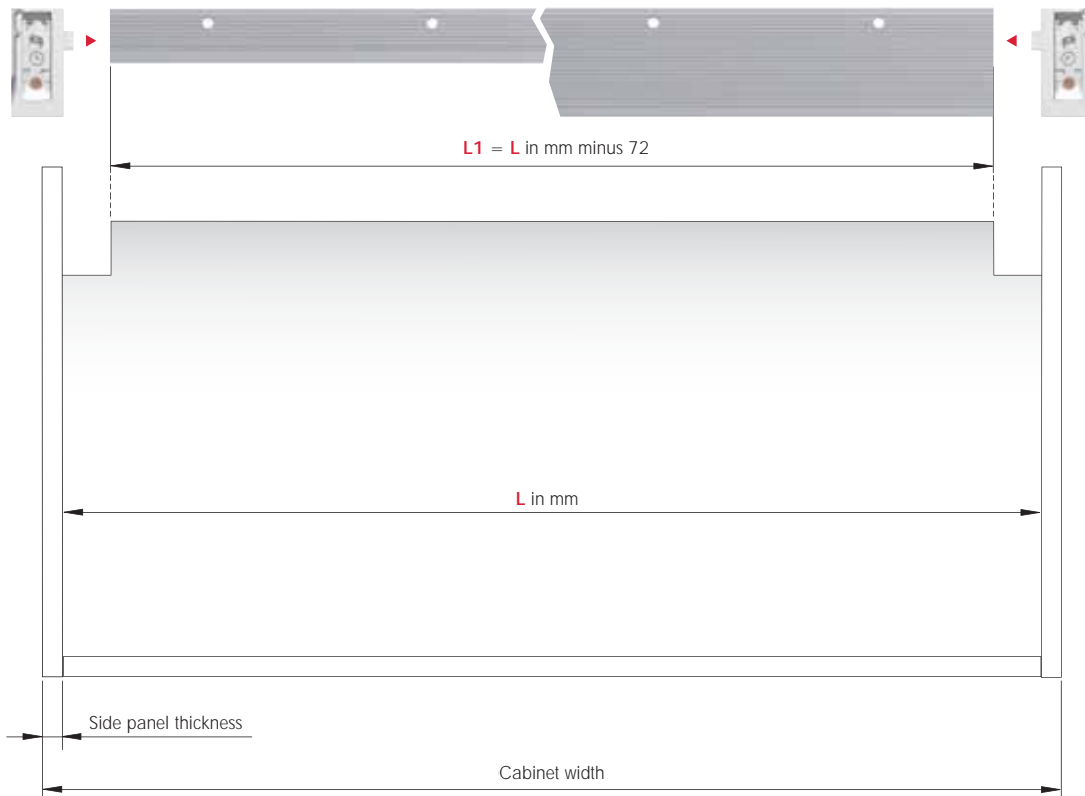 L1 = L in mm minus 72
L in mm
Side panel thickness
Cabinet width